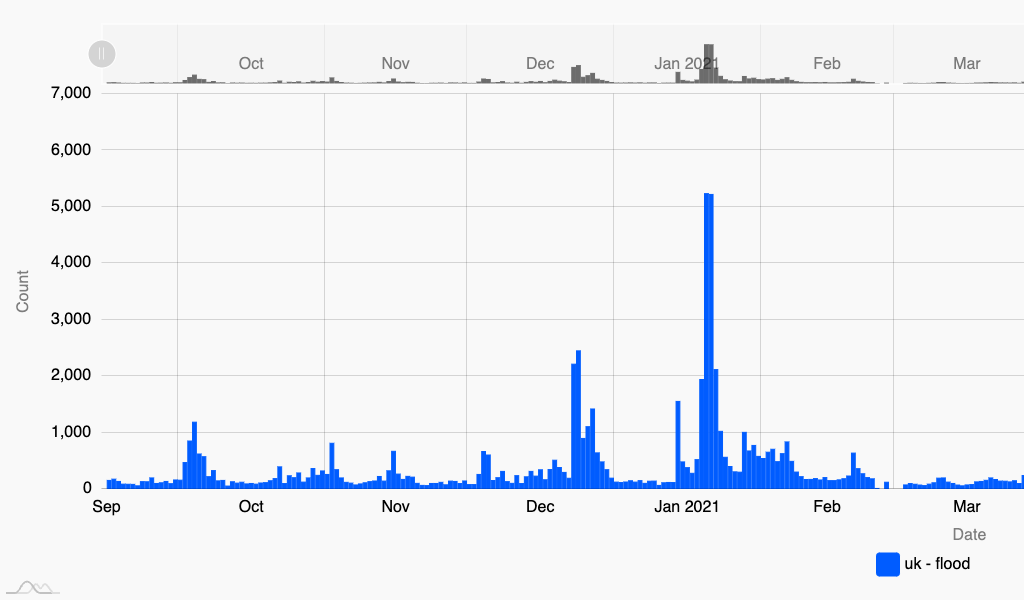 Oct Nov Dec Jan 2021 Feb Mar
7,000
6,000
5,000
4,000
3,000
2,000
1,000
0
Count
Sep Oct Nov Dec Jan 2021 Feb Mar
Date
uk - flood